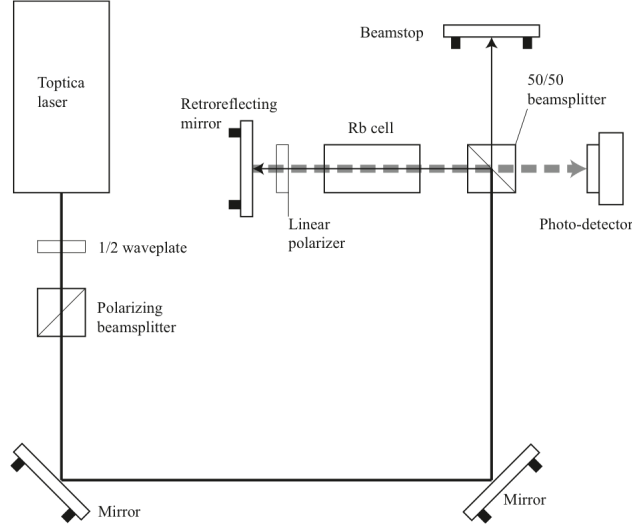 Toptica
laser
Beamstop
50/50
beamsplitter
Retroreflecting
mirror
Rb cell
Linear
polarizer
Photo-detector
1/2 waveplate
Polarizing
beamsplitter
Mirror
Mirror